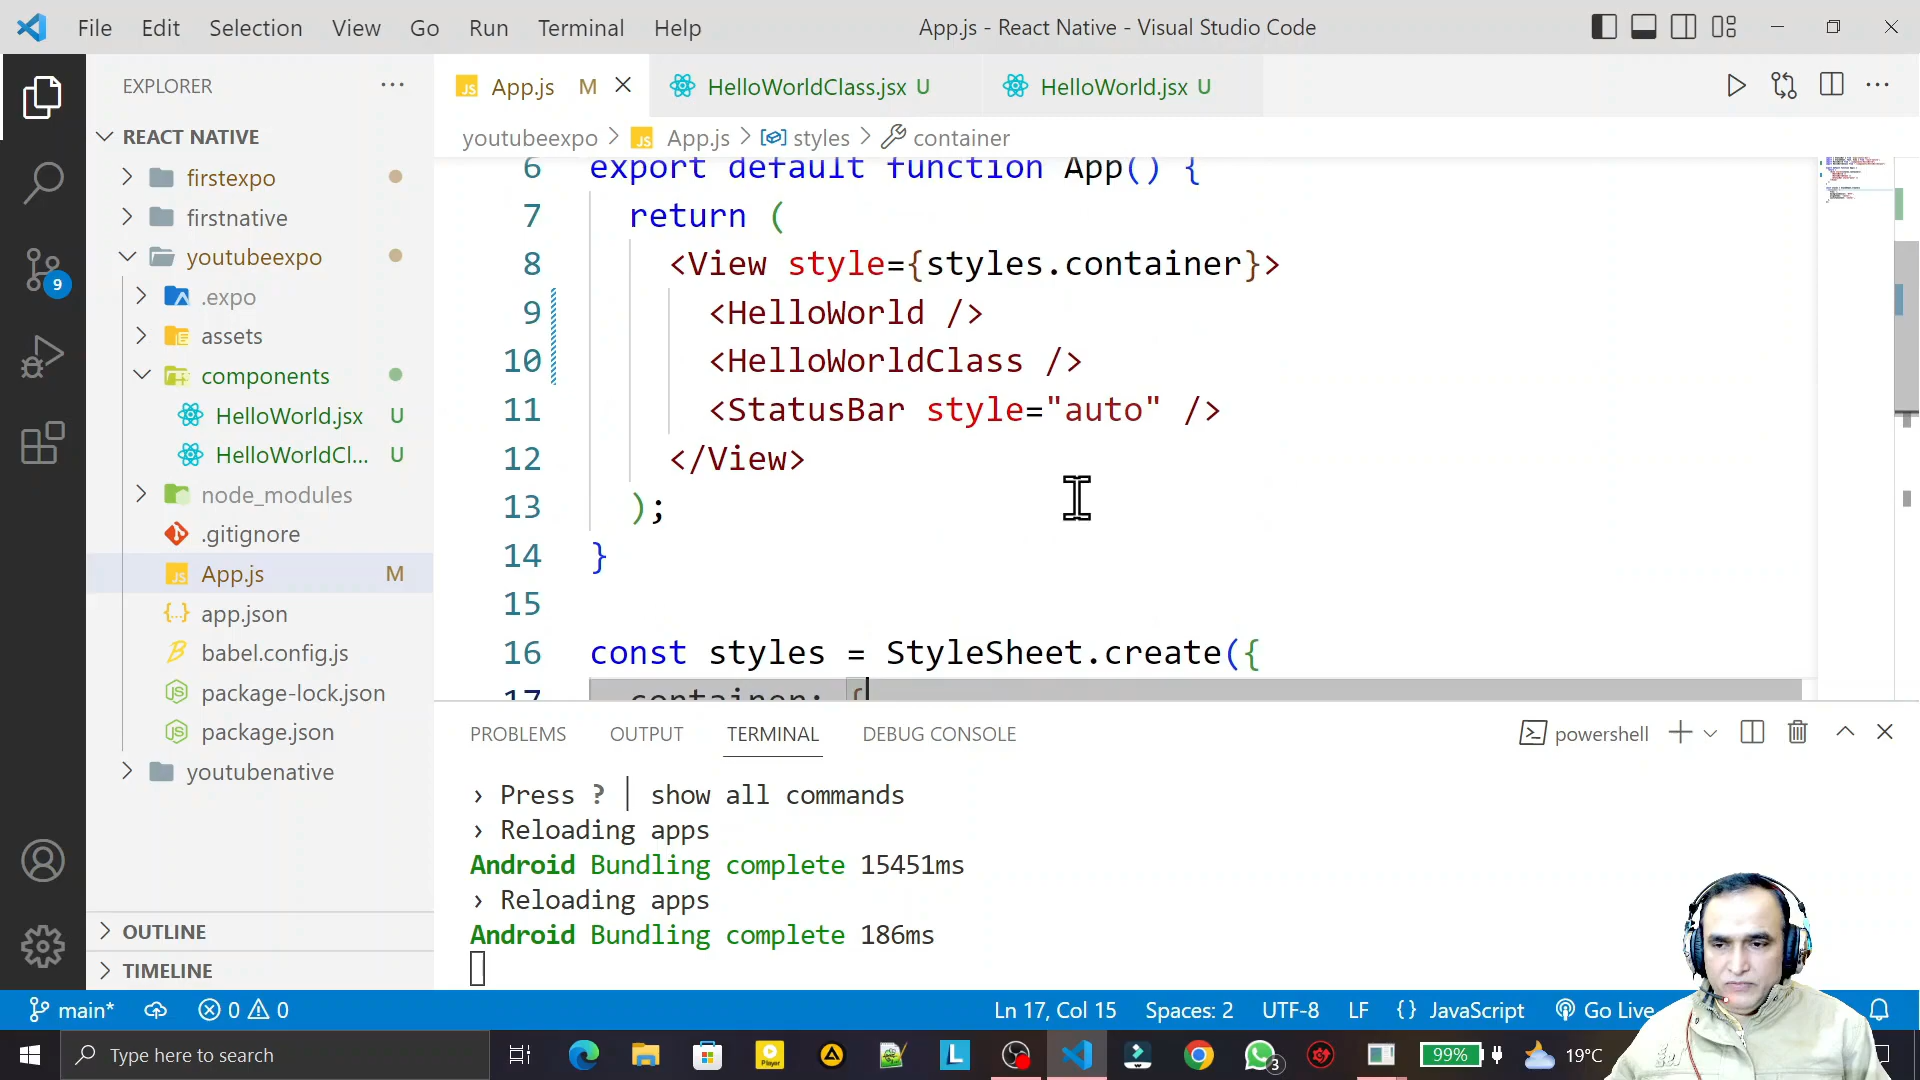 File Edit Selection View Go Run Terminal Help App.js - React Native - Visual Studio Code
EXPLORER
REACT NATIVE
firstexpo
firstnative
youtubeexpo
.expo
assets
components
HelloWorld.jsx U
HelloWorldCl... U
node_modules
.gitignore
App.js M
app.json
babel.config.js
package-lock.json
package.json
youtubenative
OUTLINE
TIMELINE
9
App.js M
HelloWorldClass.jsx U
HelloWorld.jsx U
youtubeexpo > App.js > styles > container
6 export default function App() {
7 return (
8 <View style={styles.container}>
9 <HelloWorld />
10 <HelloWorldClass />
11 <StatusBar style="auto" />
12 </View>
13 );
14 }
15
16 const styles = StyleSheet.create({
17 container: {
PROBLEMS OUTPUT TERMINAL DEBUG CONSOLE powershell
› Press ? | show all commands
› Reloading apps
Android Bundling complete 15451ms
› Reloading apps
Android Bundling complete 186ms
main* 0 0 Ln 17, Col 15 Spaces: 2 UTF-8 LF {} JavaScript Go Live
Type here to search
Player
L
3
99%
19°C